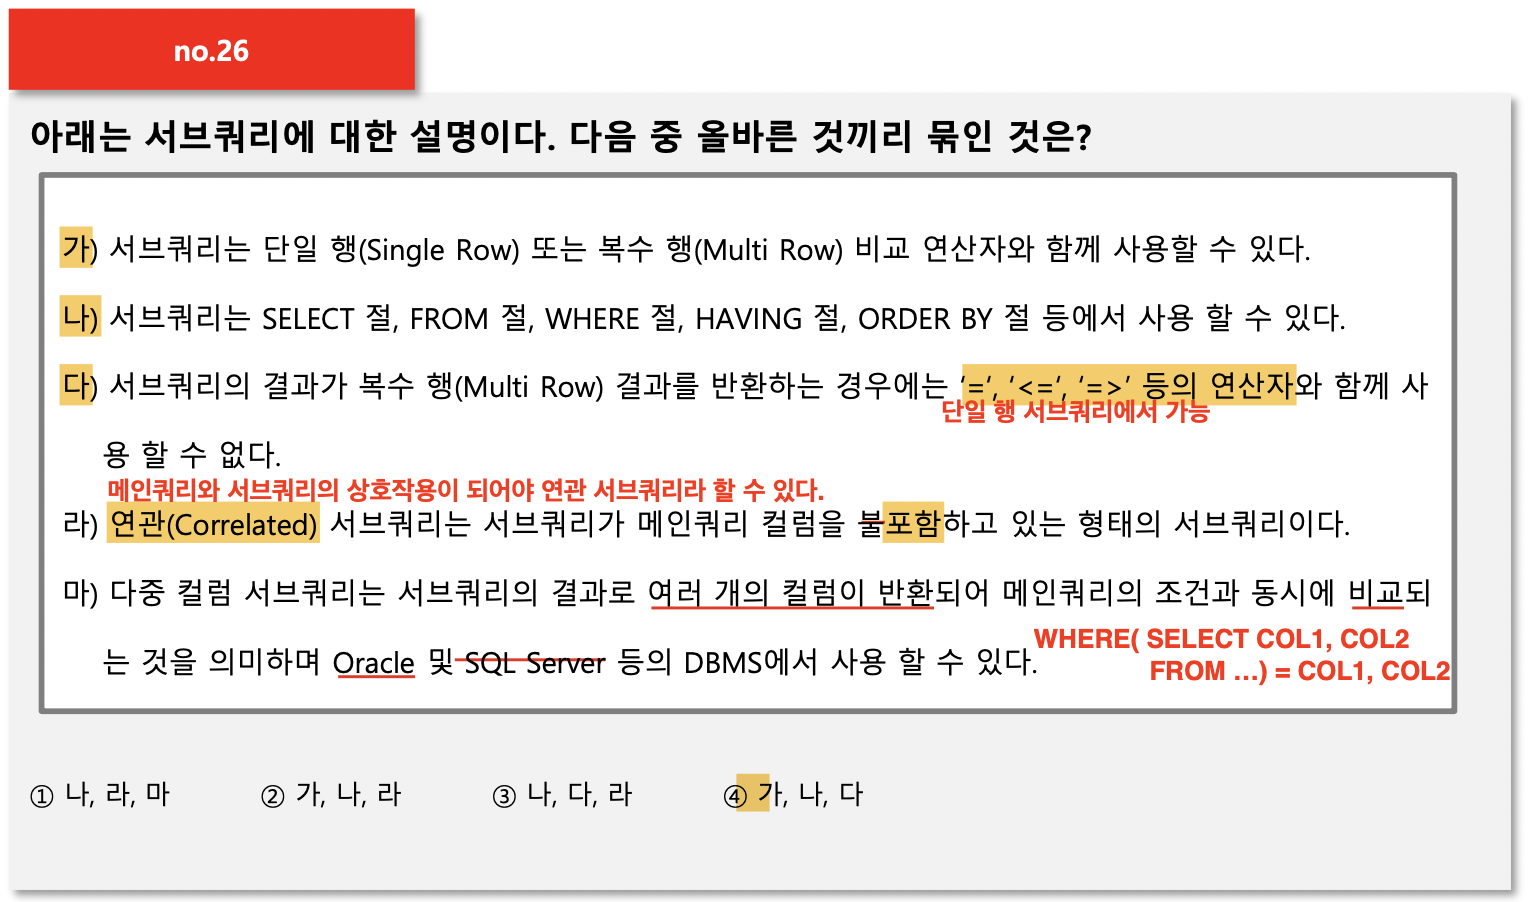 no.26
아래는 서브쿼리에 대한 설명이다. 다음 중 올바른 것끼리 묶인 것은?
가) 서브쿼리는 단일 행(Single Row) 또는 복수 행(Multi Row) 비교 연산자와 함께 사용할 수 있다.
나) 서브쿼리는 SELECT 절, FROM 절, WHERE 절, HAVING 절, ORDER BY 절 등에서 사용 할 수 있다.
다) 서브쿼리의 결과가 복수 행(Multi Row) 결과를 반환하는 경우에는 ‘=‘, ‘<=‘, ‘=>’ 등의 연산자와 함께 사
단일 행 서브쿼리에서 가능
용 할 수 없다.
메인쿼리와 서브쿼리의 상호작용이 되어야 연관 서브쿼리라 할 수 있다.
라) 연관(Correlated) 서브쿼리는 서브쿼리가 메인쿼리 컬럼을 불포함하고 있는 형태의 서브쿼리이다.
마) 다중 컬럼 서브쿼리는 서브쿼리의 결과로 여러 개의 컬럼이 반환되어 메인쿼리의 조건과 동시에 비교되
는 것을 의미하며 Oracle 및 SQL Server 등의 DBMS에서 사용 할 수 있다.
WHERE( SELECT COL1, COL2
FROM ...) = COL1, COL2
① 나, 라, 마 ② 가, 나, 라 ③ 나, 다, 라 ④ 가, 나, 다